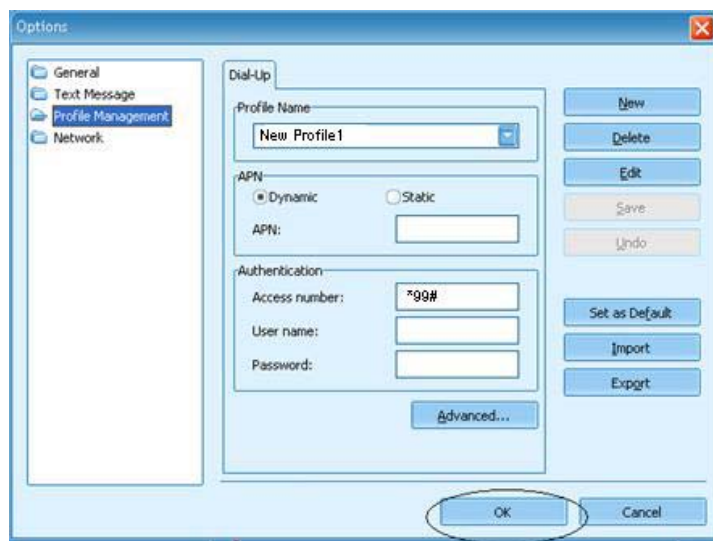 Options
General
Text Message
Profile Management
Network
Dial-Up
Profile Name
New Profile1
APN
Dynamic
Static
APN:
Authentication
Access number:
*99#
User name:
Password:
Advanced...
New
Delete
Edit
Save
Undo
Set as Default
Import
Export
OK
Cancel